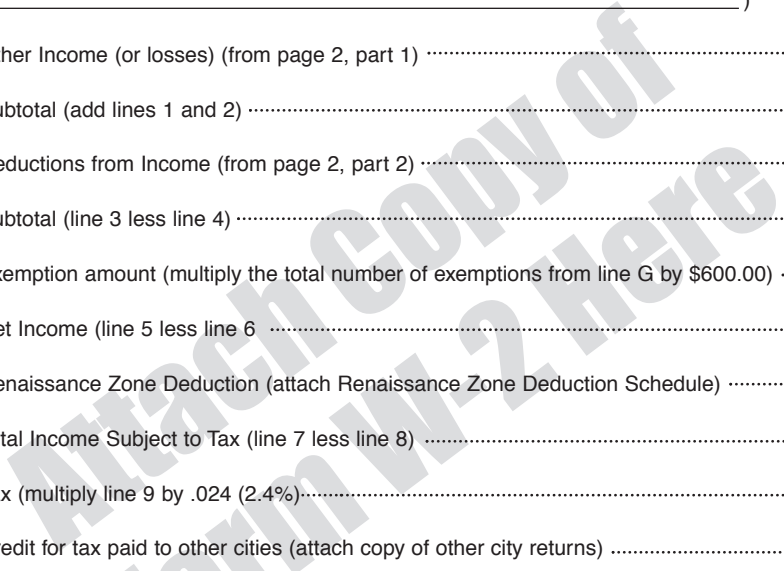 )
ther Income (or losses) (from page 2, part 1)
ubtotal (add lines 1 and 2)
eductions from Income (from page 2, part 2)
ubtotal (line 3 less line 4)
xemption amount (multiply the total number of exemptions from line G by $600.00)
et Income (line 5 less line 6
enaissance Zone Deduction (attach Renaissance Zone Deduction Schedule)
tal Income Subject to Tax (line 7 less line 8)
x (multiply line 9 by .024 (2.4%)
redit for tax paid to other cities (attach copy of other city returns)
Attach Copy of
orm W-2 Here